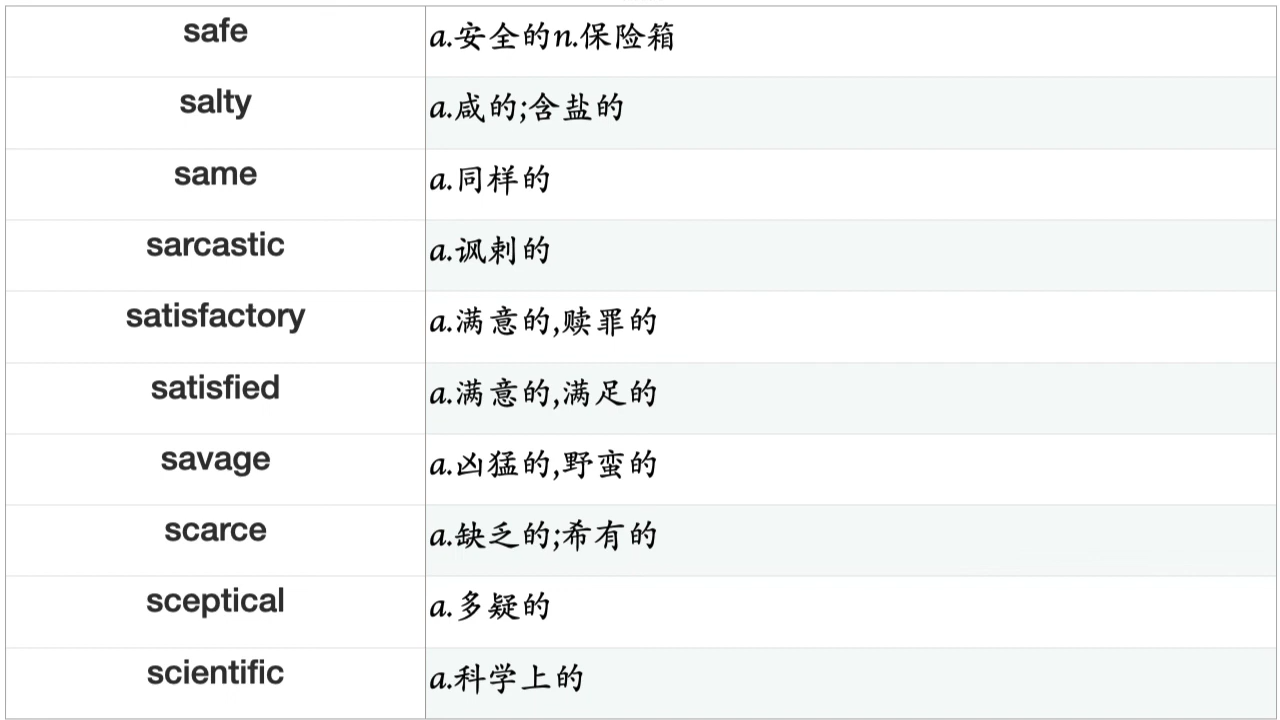 safe a.安全的n.保险箱
salty a.咸的;含盐的
same a.同样的
sarcastic a.讽刺的
satisfactory a.满意的,赎罪的
satisfied a.满意的,满足的
savage a.凶猛的,野蛮的
scarce a.缺乏的;希有的
sceptical a.多疑的
scientific a.科学上的